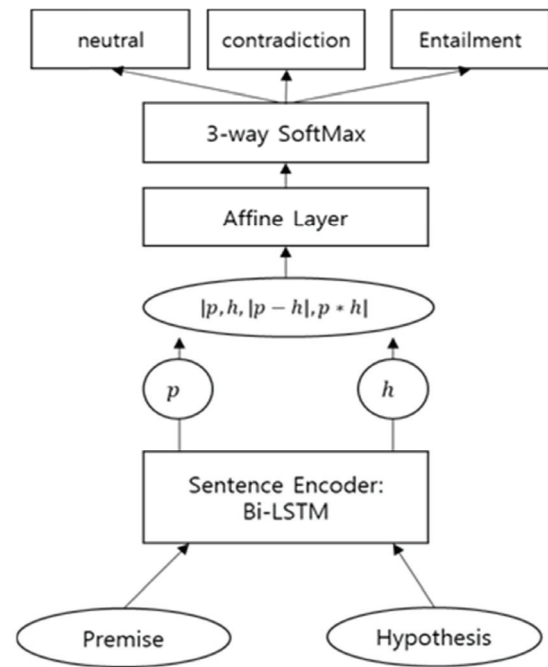 neutral
contradiction
Entailment
3-way SoftMax
Affine Layer
|p, h, |p − h|, p * h|
p
h
Sentence Encoder:
Bi-LSTM
Premise
Hypothesis